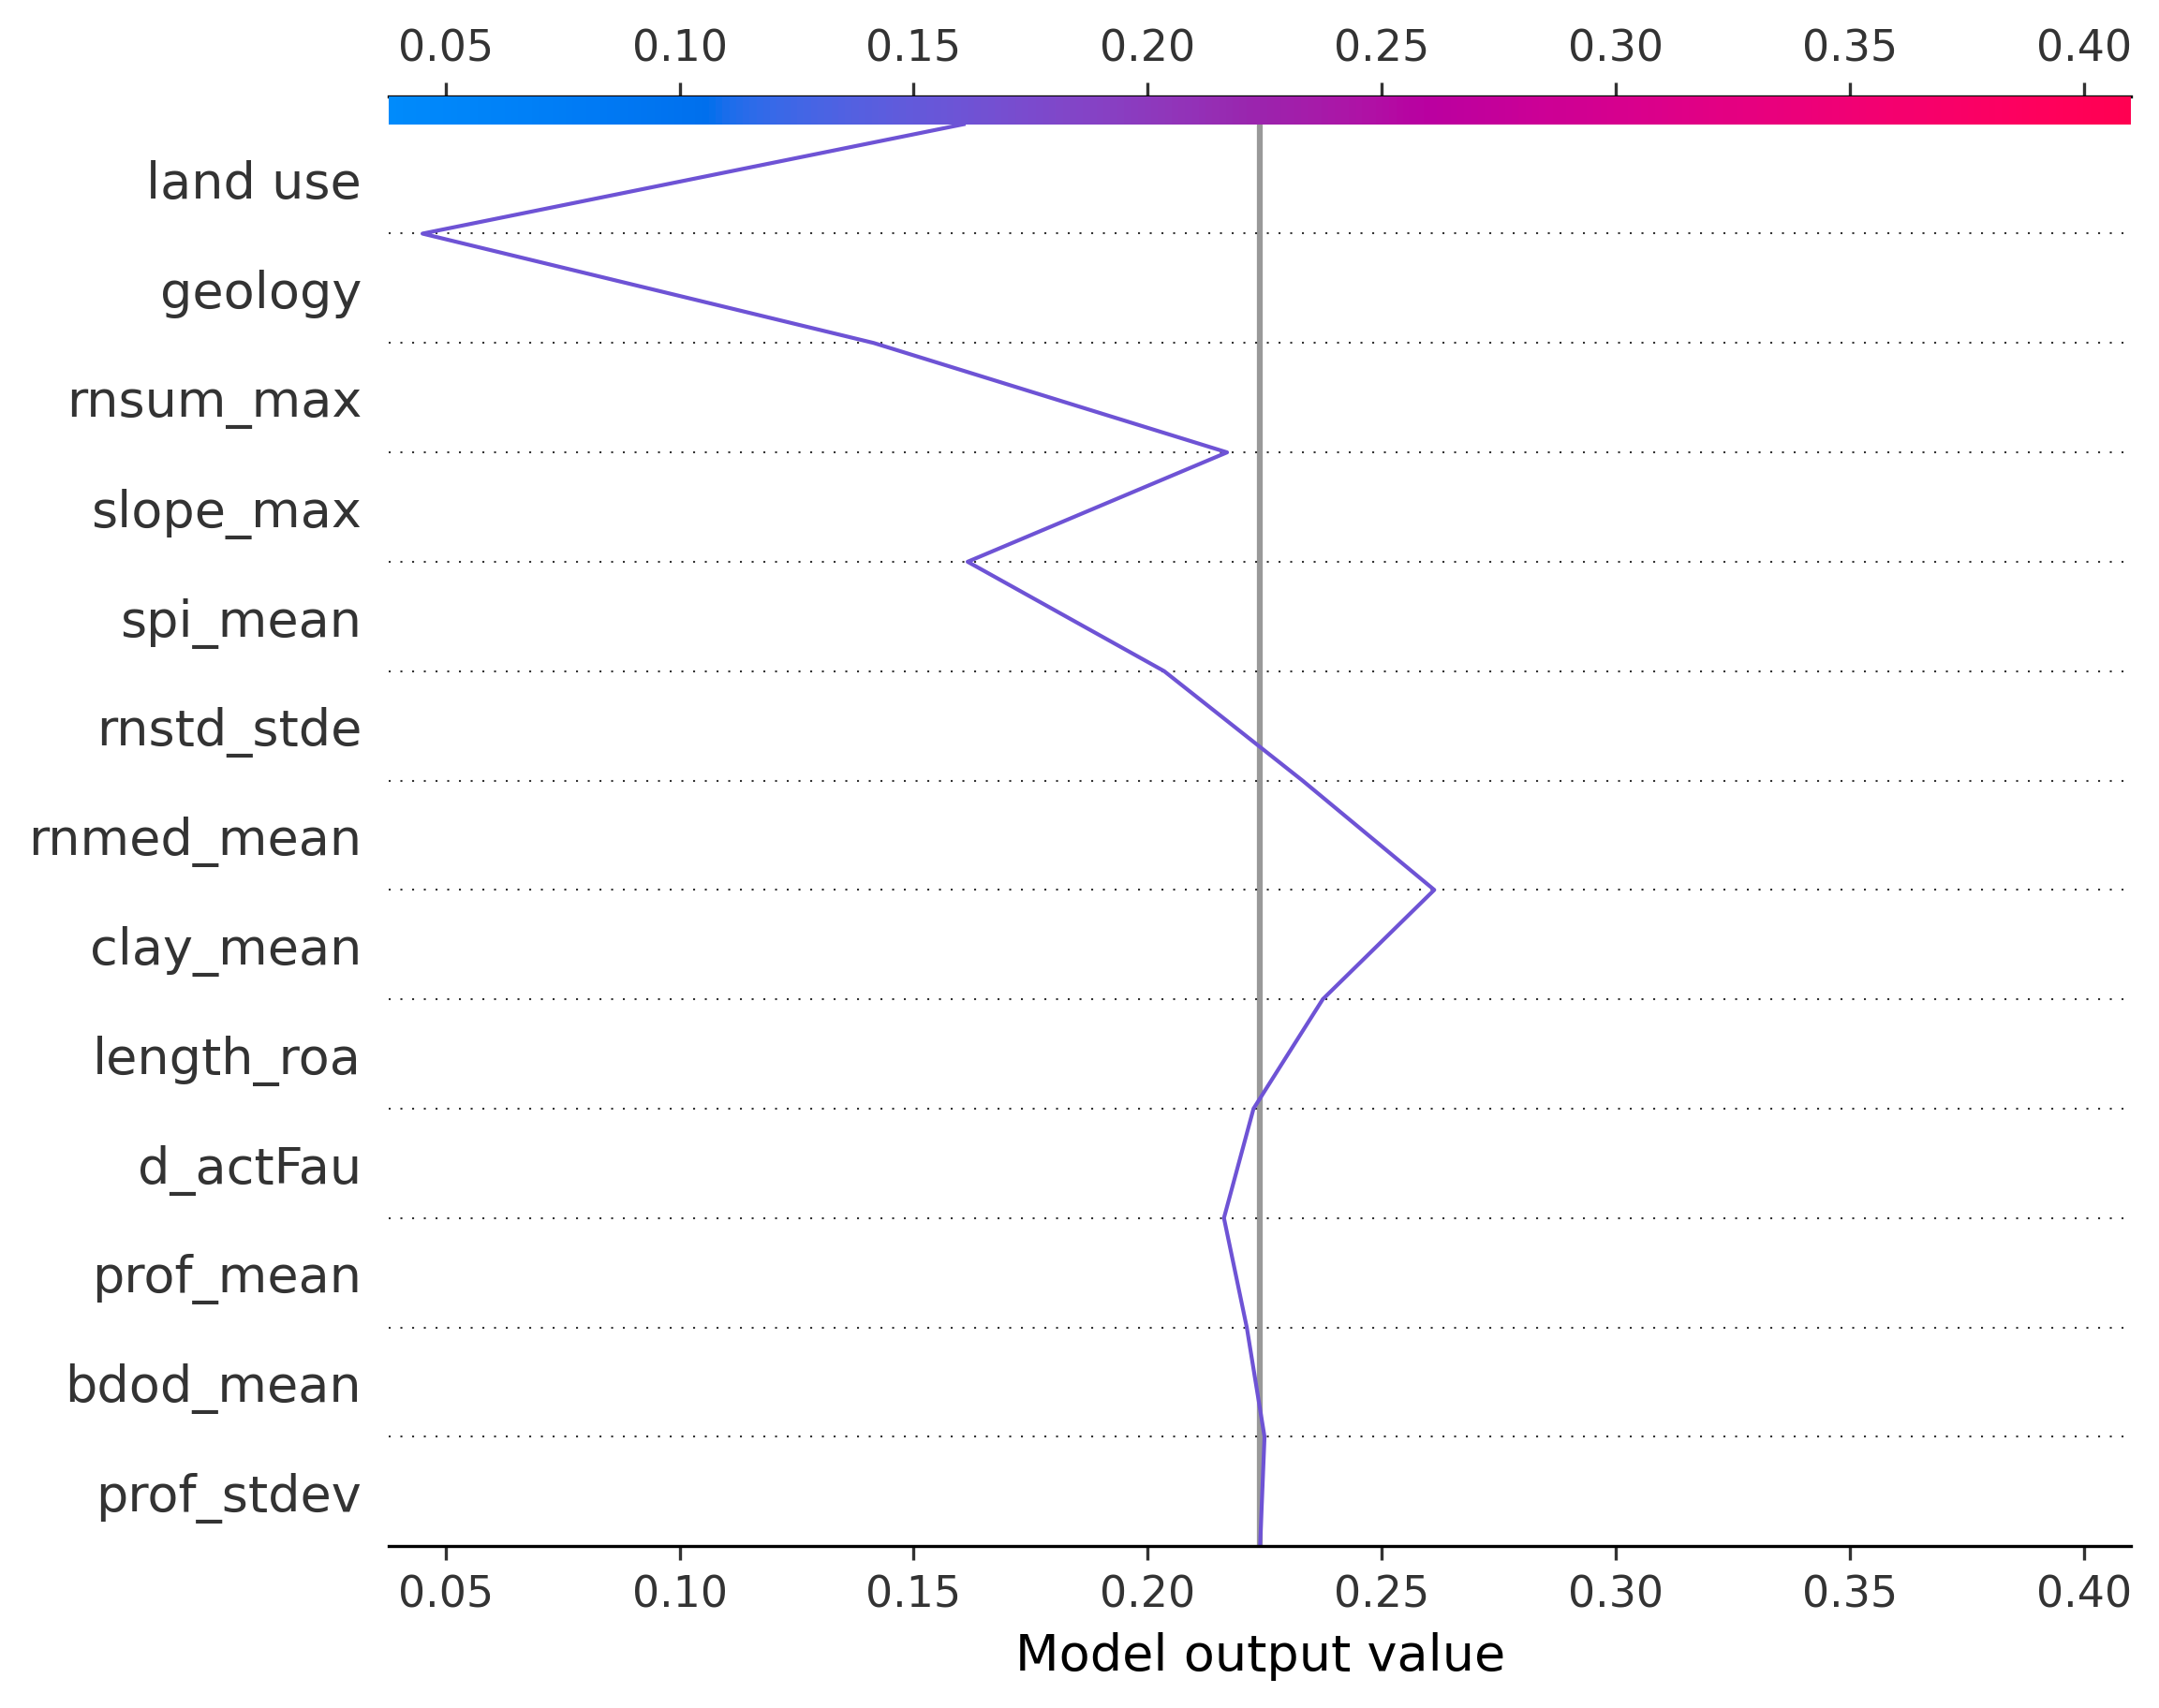 0.05 0.10 0.15 0.20 0.25 0.30 0.35 0.40
land use
geology
rnsum_max
slope_max
spi_mean
rnstd_stde
rnmed_mean
clay_mean
length_roa
d_actFau
prof_mean
bdod_mean
prof_stdev
0.05 0.10 0.15 0.20 0.25 0.30 0.35 0.40
Model output value